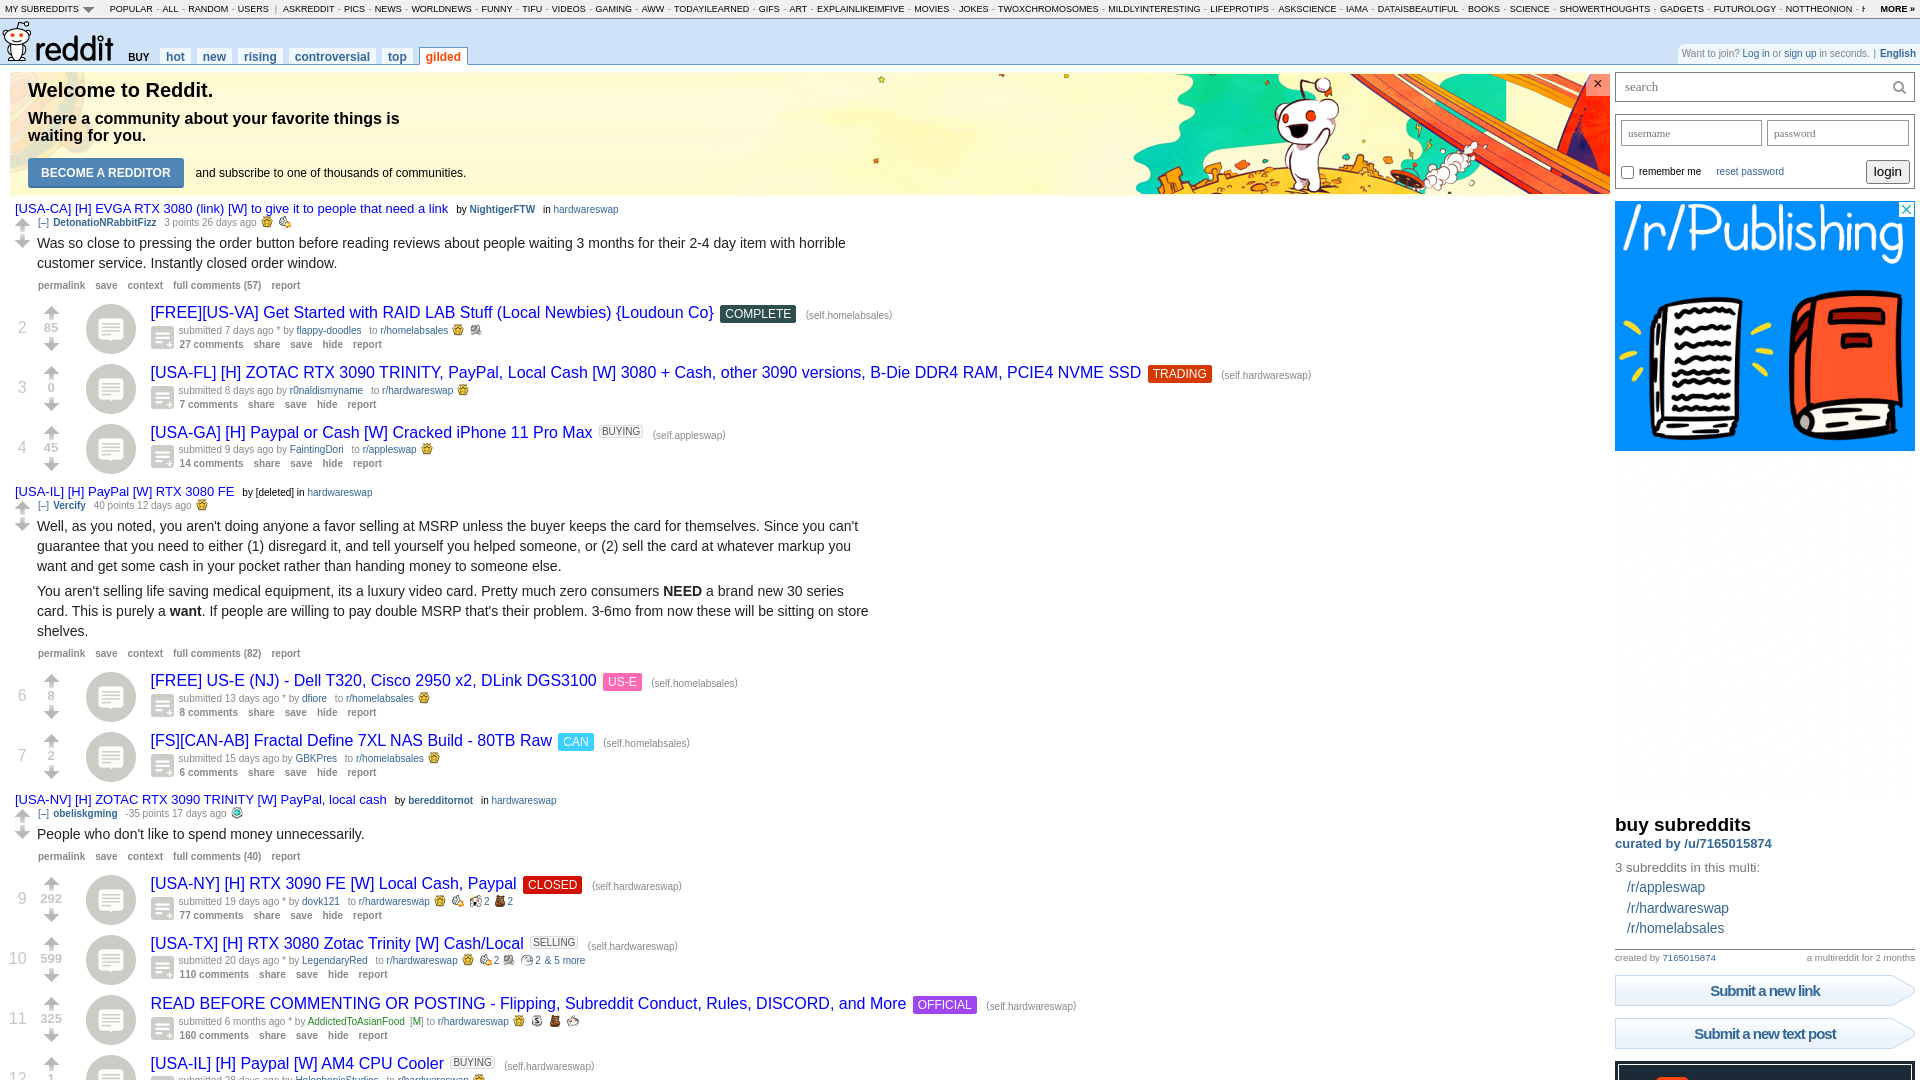 MY SUBREDDITS POPULAR - ALL - RANDOM - USERS | ASKREDDIT - PICS - NEWS - WORLDNEWS - FUNNY - TIFU - VIDEOS - GAMING - AWW - TODAYILEARNED - GIFS - ART - EXPLAINLIKEIMFIVE - MOVIES - JOKES - TWOXCHROMOSOMES - MILDLYINTERESTING - LIFEPROTIPS - ASKSCIENCE - IAMA - DATAISBEAUTIFUL - BOOKS - SCIENCE - SHOWERTHOUGHTS - GADGETS - FUTUROLOGY - NOTTHEONION - MORE »
reddit BUY hot new rising controversial top gilded
Want to join? Log in or sign up in seconds. | English
Welcome to Reddit.
Where a community about your favorite things is
waiting for you.
BECOME A REDDITOR and subscribe to one of thousands of communities.
×
[USA-CA] [H] EVGA RTX 3080 (link) [W] to give it to people that need a link by NightigerFTW in hardwareswap
[–] DetonatioNRabbitFizz 3 points 26 days ago
Was so close to pressing the order button before reading reviews about people waiting 3 months for their 2-4 day item with horrible
customer service. Instantly closed order window.
permalink save context full comments (57) report
2 85
[FREE][US-VA] Get Started with RAID LAB Stuff (Local Newbies) {Loudoun Co} COMPLETE (self.homelabsales)
submitted 7 days ago * by flappy-doodles to r/homelabsales
27 comments share save hide report
3 0
[USA-FL] [H] ZOTAC RTX 3090 TRINITY, PayPal, Local Cash [W] 3080 + Cash, other 3090 versions, B-Die DDR4 RAM, PCIE4 NVME SSD TRADING (self.hardwareswap)
submitted 8 days ago by r0naldismyname to r/hardwareswap
7 comments share save hide report
4 45
[USA-GA] [H] Paypal or Cash [W] Cracked iPhone 11 Pro Max BUYING (self.appleswap)
submitted 9 days ago by FaintingDori to r/appleswap
14 comments share save hide report
[USA-IL] [H] PayPal [W] RTX 3080 FE by [deleted] in hardwareswap
[–] Vercify 40 points 12 days ago
Well, as you noted, you aren't doing anyone a favor selling at MSRP unless the buyer keeps the card for themselves. Since you can't
guarantee that you need to either (1) disregard it, and tell yourself you helped someone, or (2) sell the card at whatever markup you
want and get some cash in your pocket rather than handing money to someone else.
You aren't selling life saving medical equipment, its a luxury video card. Pretty much zero consumers NEED a brand new 30 series
card. This is purely a want. If people are willing to pay double MSRP that's their problem. 3-6mo from now these will be sitting on store
shelves.
permalink save context full comments (82) report
6 8
[FREE] US-E (NJ) - Dell T320, Cisco 2950 x2, DLink DGS3100 US-E (self.homelabsales)
submitted 13 days ago * by dfiore to r/homelabsales
8 comments share save hide report
7 2
[FS][CAN-AB] Fractal Define 7XL NAS Build - 80TB Raw CAN (self.homelabsales)
submitted 15 days ago by GBKPres to r/homelabsales
6 comments share save hide report
[USA-NV] [H] ZOTAC RTX 3090 TRINITY [W] PayPal, local cash by beredditornot in hardwareswap
[–] obeliskgming -35 points 17 days ago
People who don't like to spend money unnecessarily.
permalink save context full comments (40) report
9 292
[USA-NY] [H] RTX 3090 FE [W] Local Cash, Paypal CLOSED (self.hardwareswap)
submitted 19 days ago * by dovk121 to r/hardwareswap 2 2
77 comments share save hide report
10 599
[USA-TX] [H] RTX 3080 Zotac Trinity [W] Cash/Local SELLING (self.hardwareswap)
submitted 20 days ago * by LegendaryRed to r/hardwareswap 2 2 & 5 more
110 comments share save hide report
11 325
READ BEFORE COMMENTING OR POSTING - Flipping, Subreddit Conduct, Rules, DISCORD, and More OFFICIAL (self.hardwareswap)
submitted 6 months ago * by AddictedToAsianFood [M] to r/hardwareswap
160 comments share save hide report
12 1
[USA-IL] [H] Paypal [W] AM4 CPU Cooler BUYING (self.hardwareswap)
submitted 28 days ago by HolophonicStudios to r/hardwareswap
search
username password
remember me reset password login
/r/Publishing
buy subreddits
curated by /u/7165015874
3 subreddits in this multi:
/r/appleswap
/r/hardwareswap
/r/homelabsales
created by 7165015874 a multireddit for 2 months
Submit a new link
Submit a new text post